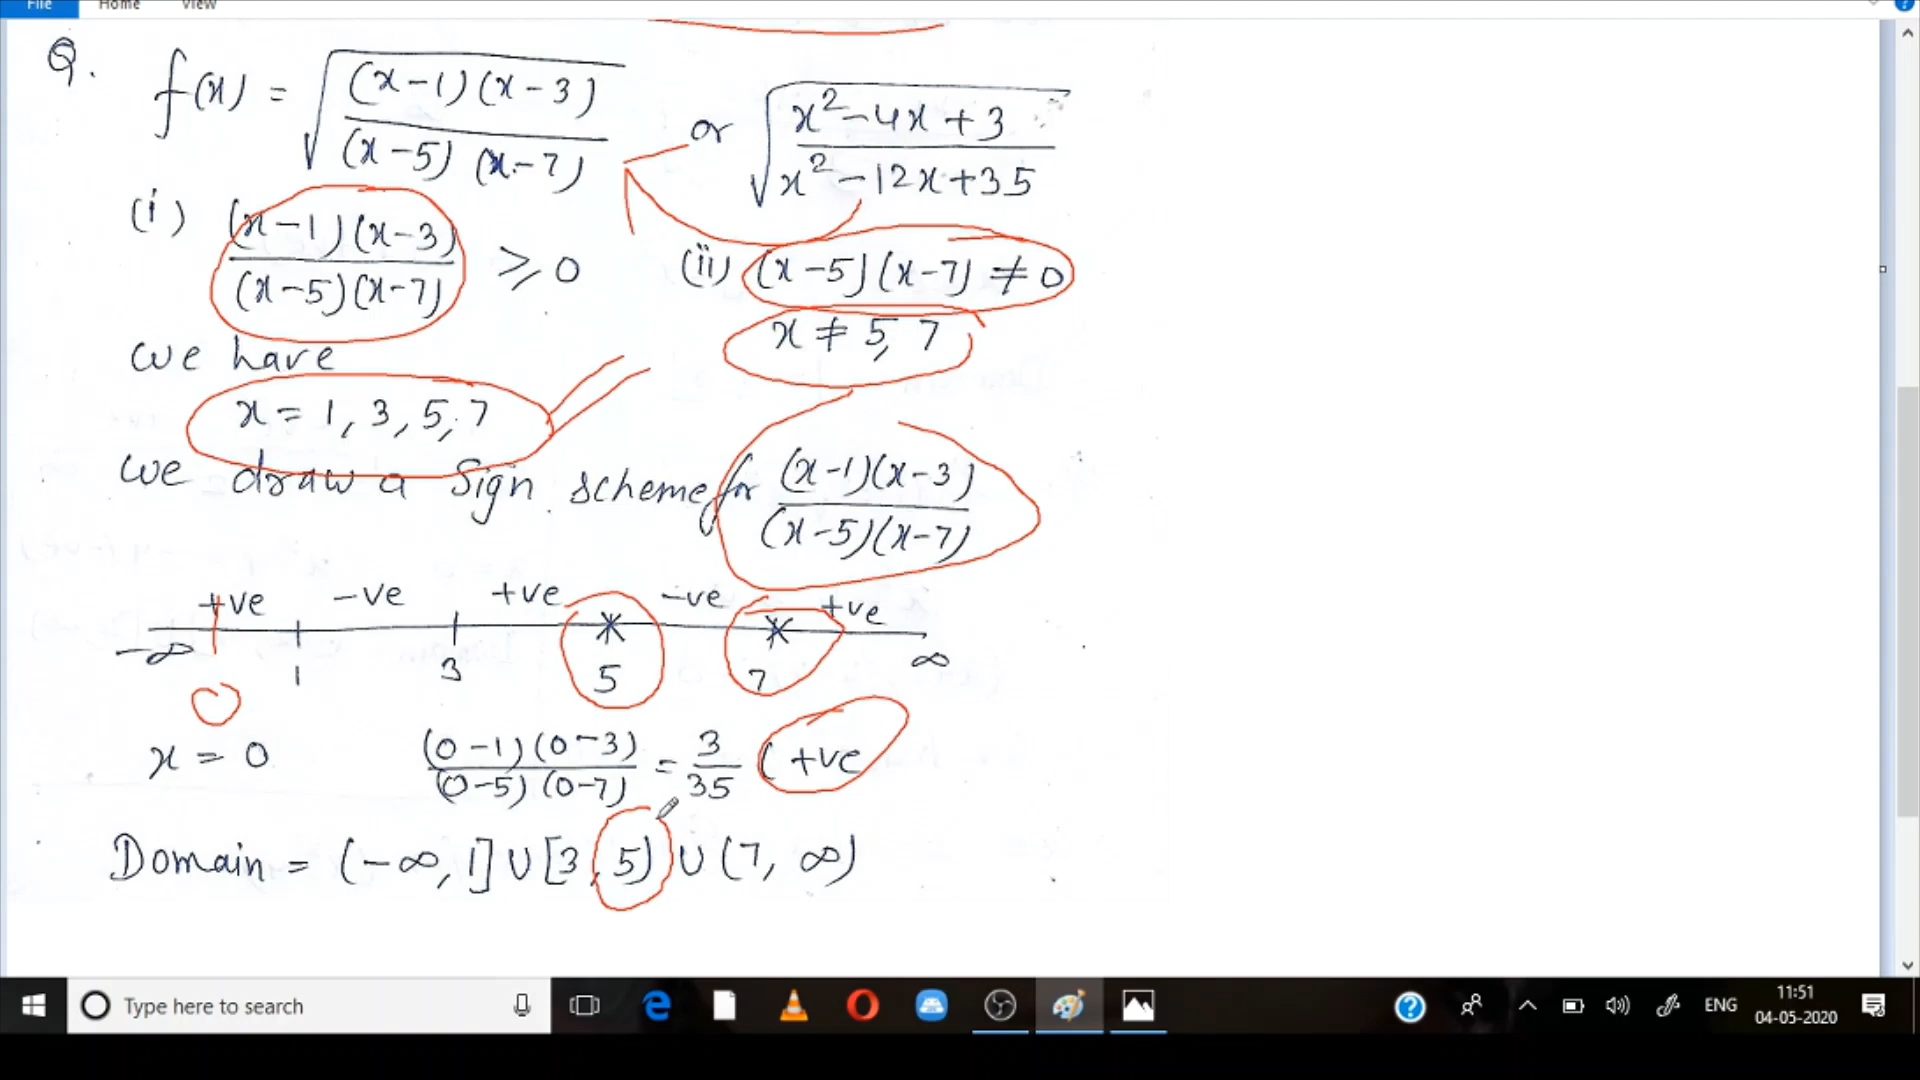 File Home View
Q. f(x) = √((x-1)(x-3)/(x-5)(x-7)) or √(x²-4x+3/x²-12x+35)
(i) (x-1)(x-3)/(x-5)(x-7) ⩾ 0 (ii) (x-5)(x-7) ≠ 0
x ≠ 5, 7
we have
x = 1, 3, 5, 7
we draw a Sign scheme for (x-1)(x-3)/(x-5)(x-7)
+ve -ve +ve -ve +ve
-∞ 1 3 5 7 ∞
x = 0 (0-1)(0-3)/(0-5)(0-7) = 3/35 (+ve
Domain = (-∞, 1] ∪ [3, 5) ∪ (7, ∞)
Type here to search
ENG
11:51
04-05-2020